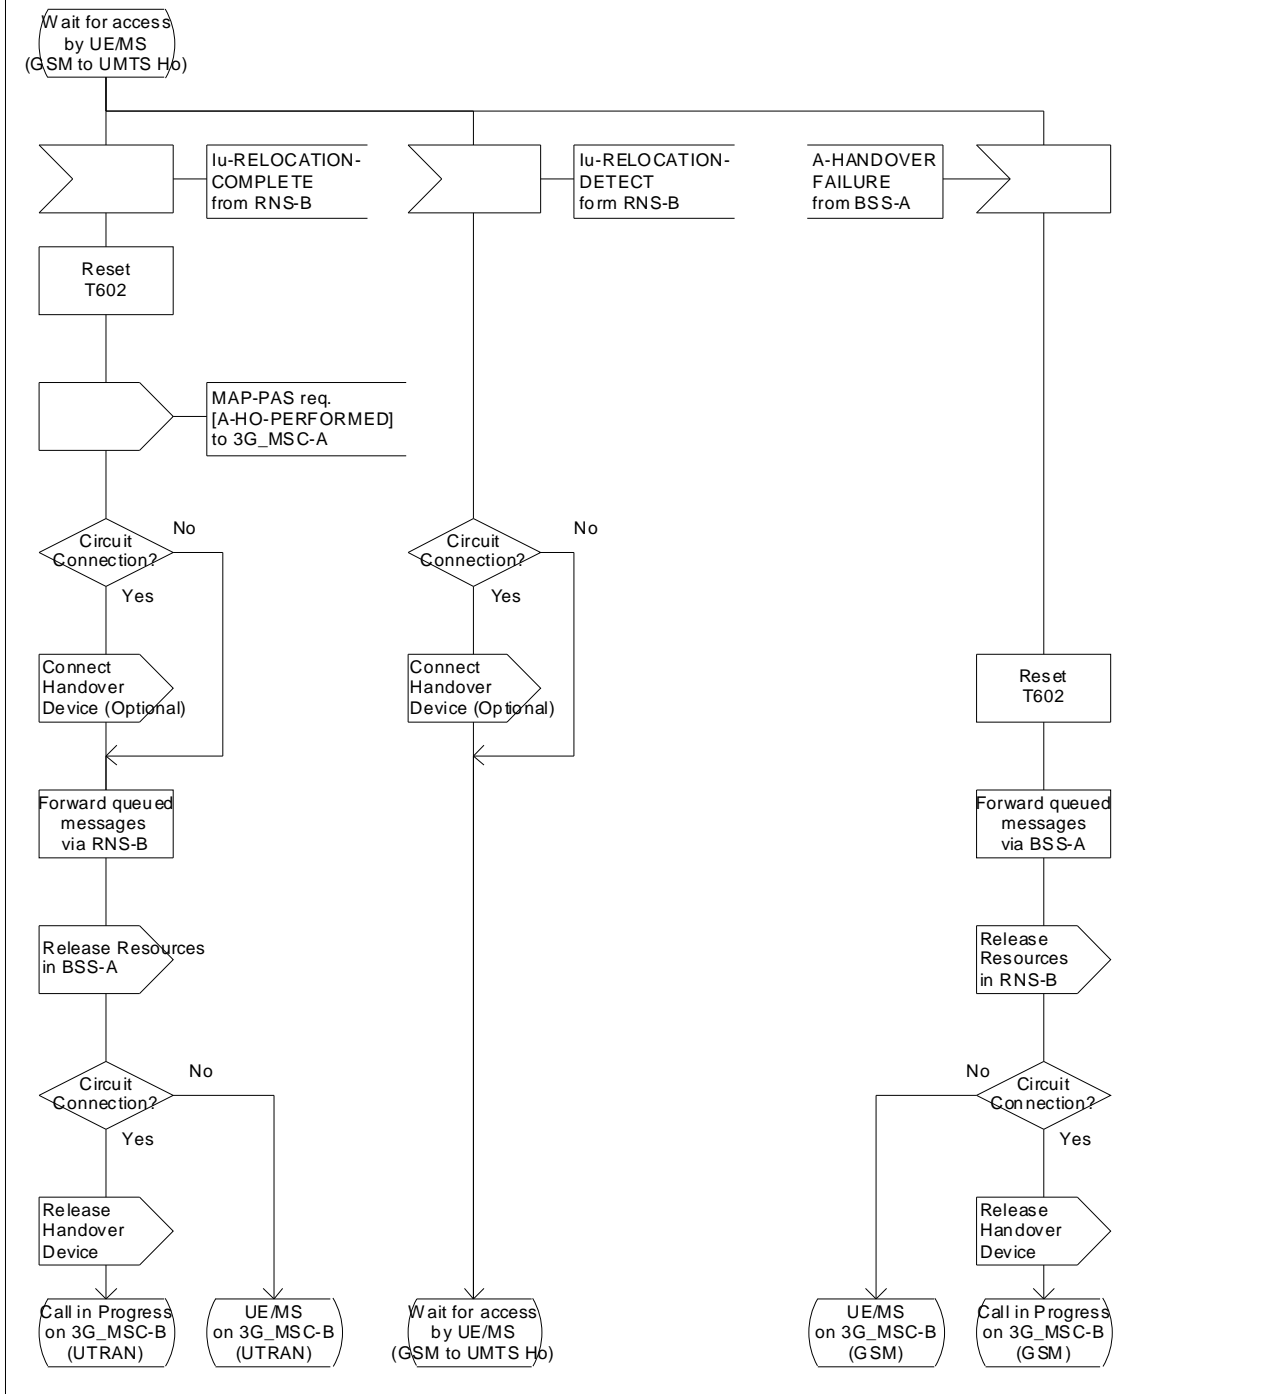 Wait for access
by UE/MS
(GSM to UMTS Ho)
Iu-RELOCATION-
COMPLETE
from RNS-B
Iu-RELOCATION-
DETECT
form RNS-B
A-HANDOVER
FAILURE
from BSS-A
Reset
T602
MAP-PAS req.
[A-HO-PERFORMED]
to 3G_MSC-A
No
Circuit
Connection?
Yes
No
Circuit
Connection?
Yes
Connect
Handover
Device (Optional)
Connect
Handover
Device (Optional)
Reset
T602
Forward queued
messages
via RNS-B
Forward queued
messages
via BSS-A
Release Resources
in BSS-A
Release
Resources
in RNS-B
No
Circuit
Connection?
Yes
No
Circuit
Connection?
Yes
Release
Handover
Device
Release
Handover
Device
Call in Progress
on 3G_MSC-B
(UTRAN)
UE/MS
on 3G_MSC-B
(UTRAN)
Wait for access
by UE/MS
(GSM to UMTS Ho)
UE/MS
on 3G_MSC-B
(GSM)
Call in Progress
on 3G_MSC-B
(GSM)